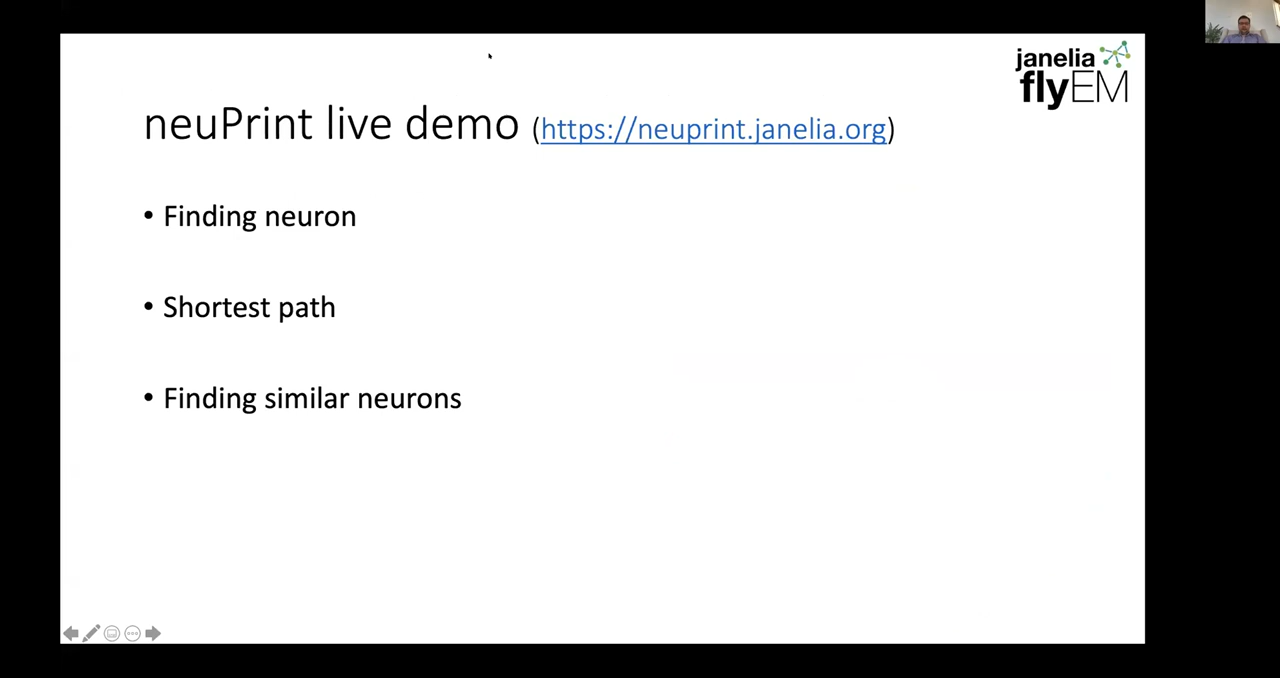 janelia
flyEM
neuPrint live demo (https://neuprint.janelia.org)
• Finding neuron
• Shortest path
• Finding similar neurons